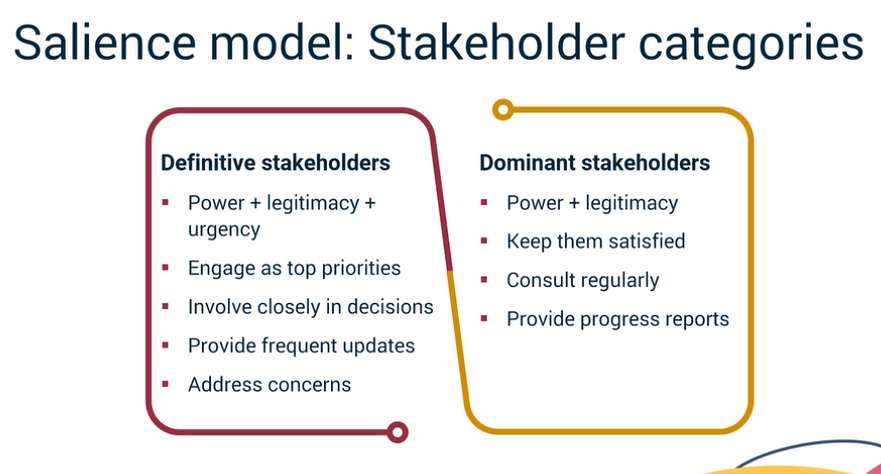 Salience model: Stakeholder categories
Definitive stakeholders
▪ Power + legitimacy +
urgency
▪ Engage as top priorities
▪ Involve closely in decisions
▪ Provide frequent updates
▪ Address concerns
Dominant stakeholders
▪ Power + legitimacy
▪ Keep them satisfied
▪ Consult regularly
▪ Provide progress reports